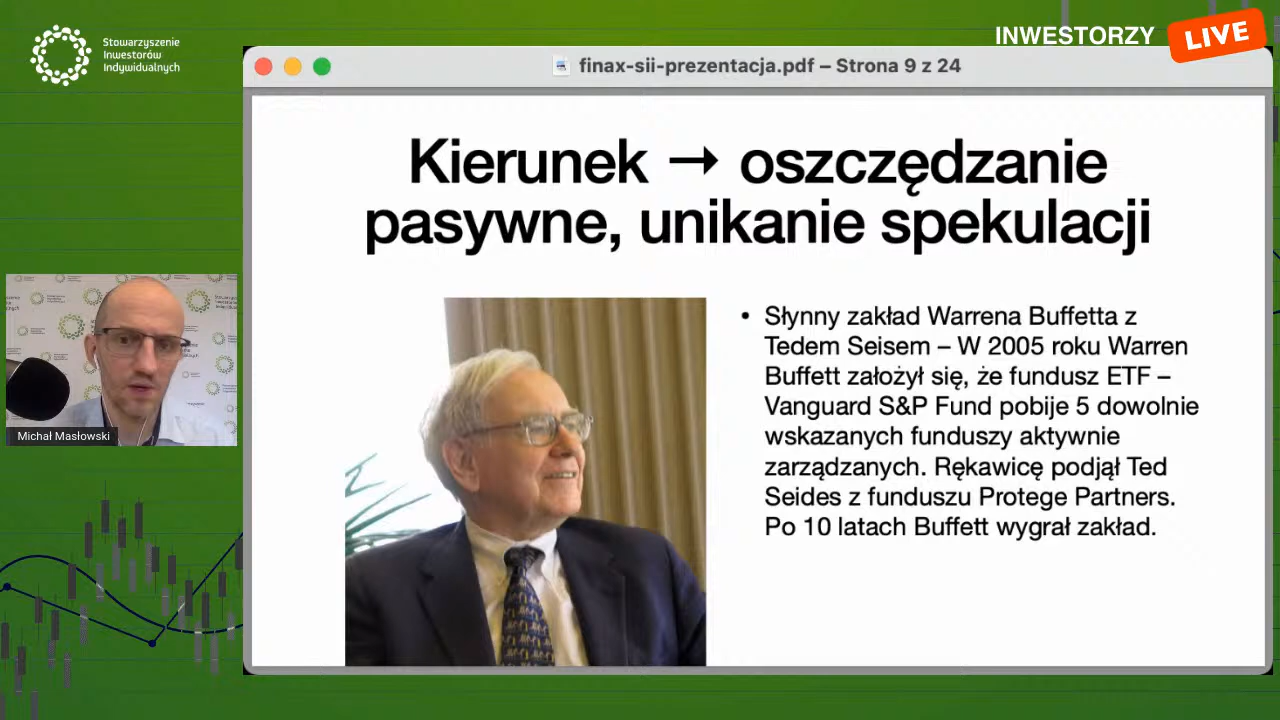 Stowarzyszenie
Inwestorów
Indywidualnych
INWESTORZY LIVE
finax-sii-prezentacja.pdf – Strona 9 z 24
Kierunek → oszczędzanie
pasywne, unikanie spekulacji
• Słynny zakład Warrena Buffetta z
Tedem Seisem – W 2005 roku Warren
Buffett założył się, że fundusz ETF –
Vanguard S&P Fund pobije 5 dowolnie
wskazanych funduszy aktywnie
zarządzanych. Rękawicę podjął Ted
Seides z funduszu Protege Partners.
Po 10 latach Buffett wygrał zakład.
Michał Masłowski